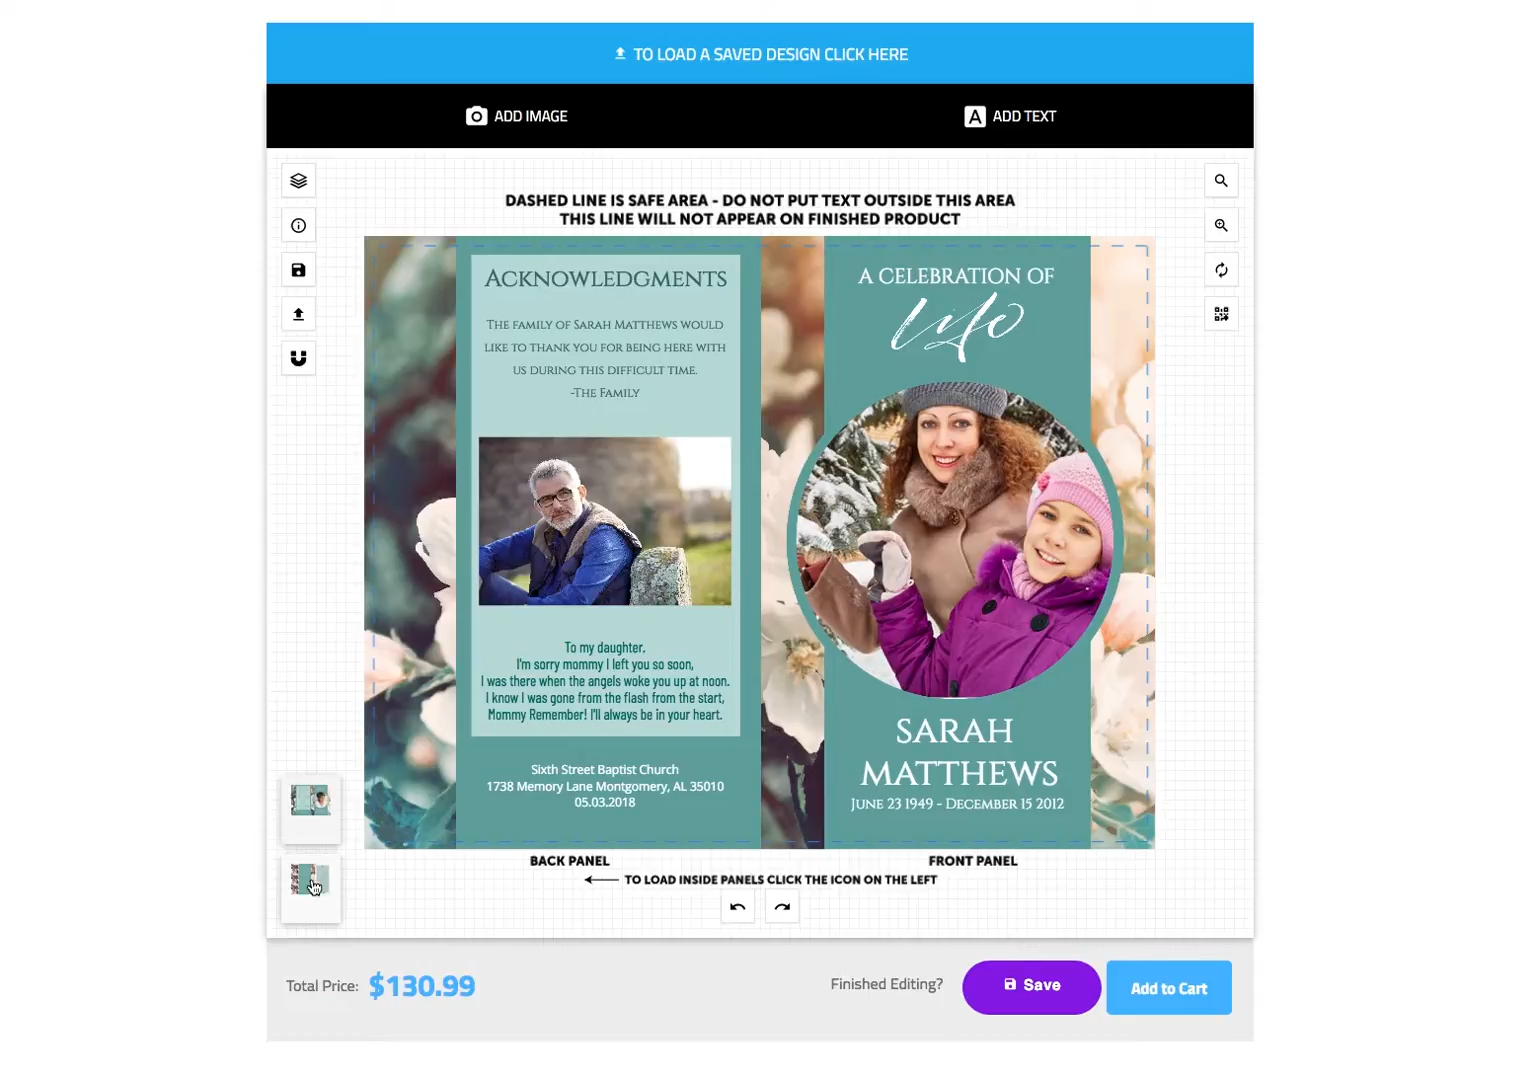 TO LOAD A SAVED DESIGN CLICK HERE
ADD IMAGE
A ADD TEXT
DASHED LINE IS SAFE AREA - DO NOT PUT TEXT OUTSIDE THIS AREA
THIS LINE WILL NOT APPEAR ON FINISHED PRODUCT
ACKNOWLEDGMENTS
THE FAMILY OF SARAH MATTHEWS WOULD
LIKE TO THANK YOU FOR BEING HERE WITH
US DURING THIS DIFFICULT TIME.
-THE FAMILY
To my daughter,
I'm sorry mommy I left you so soon,
I was there when the angels woke you up at noon.
I know I was gone from the flash from the start,
Mommy Remember! I'll always be in your heart.
Sixth Street Baptist Church
1738 Memory Lane Montgomery, AL 35010
05.03.2018
A CELEBRATION OF
Life
SARAH
MATTHEWS
JUNE 23 1949 - DECEMBER 15 2012
BACK PANEL
FRONT PANEL
TO LOAD INSIDE PANELS CLICK THE ICON ON THE LEFT
Total Price: $130.99
Finished Editing?
Save
Add to Cart